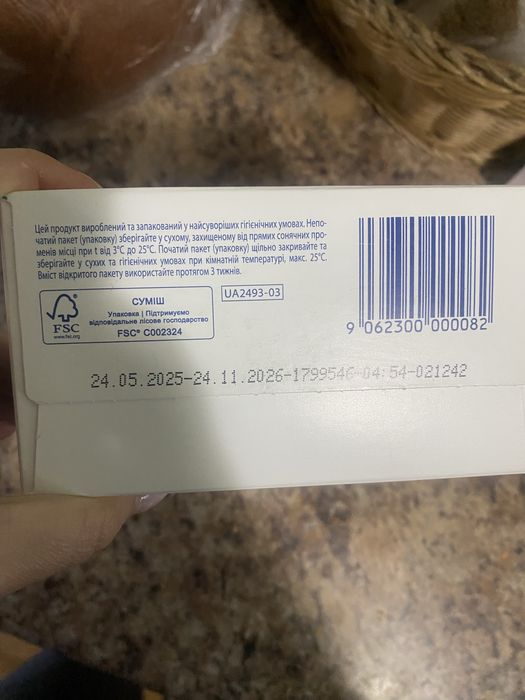 Цей продукт вироблений та запакований у найсуворіших гігієнічних умовах. Непо-
чатий пакет (упаковку) зберігайте у сухому, захищеному від прямих сонячних про-
менів місці при t від 3°C до 25°C. Початий пакет (упаковку) щільно закривайте та
зберігайте у сухих та гігієнічних умовах при кімнатній температурі, макс. 25°C.
Вміст відкритого пакету використайте протягом 3 тижнів.
FSC
www.fsc.org
СУМІШ
Упаковка | Підтримуємо
відповідальне лісове господарство
FSC® C002324
UA2493-03
9 062300 000082
24.05.2025-24.11.2026-1799546-04:54-021242